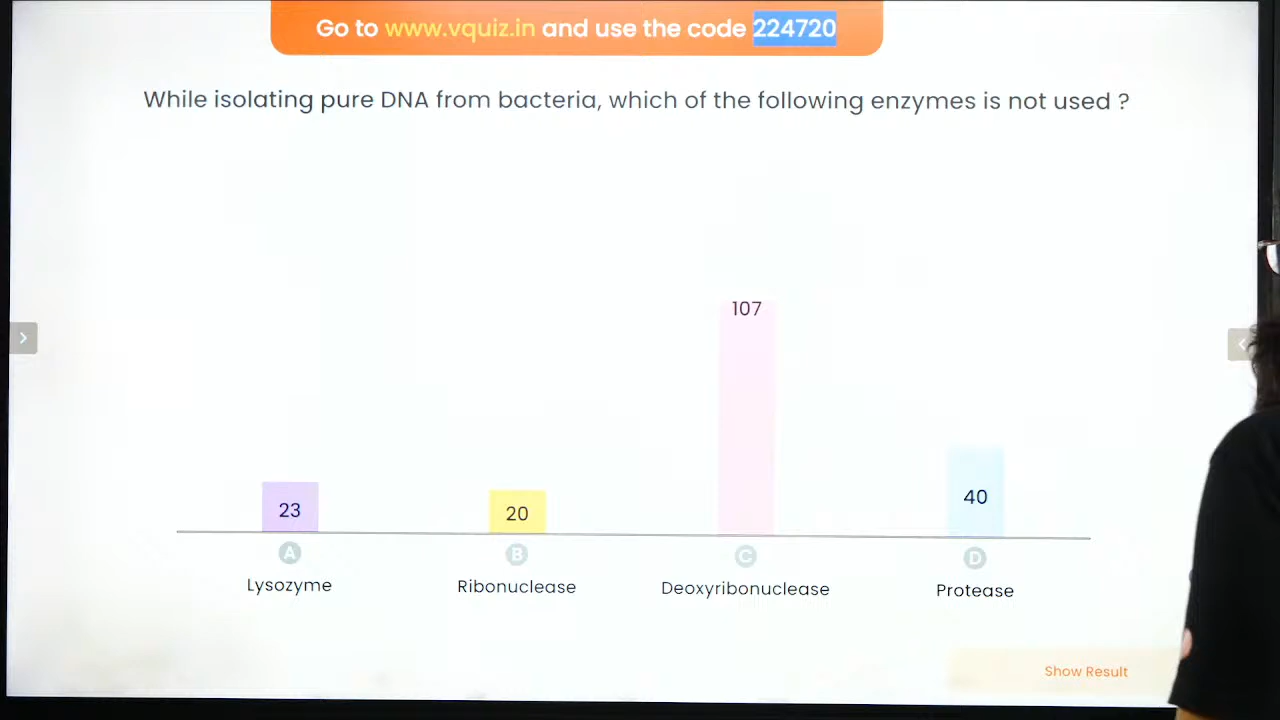 Go to www.vquiz.in and use the code 224720
While isolating pure DNA from bacteria, which of the following enzymes is not used ?
107
40
23
20
A
B
C
D
Lysozyme
Ribonuclease
Deoxyribonuclease
Protease
Show Result